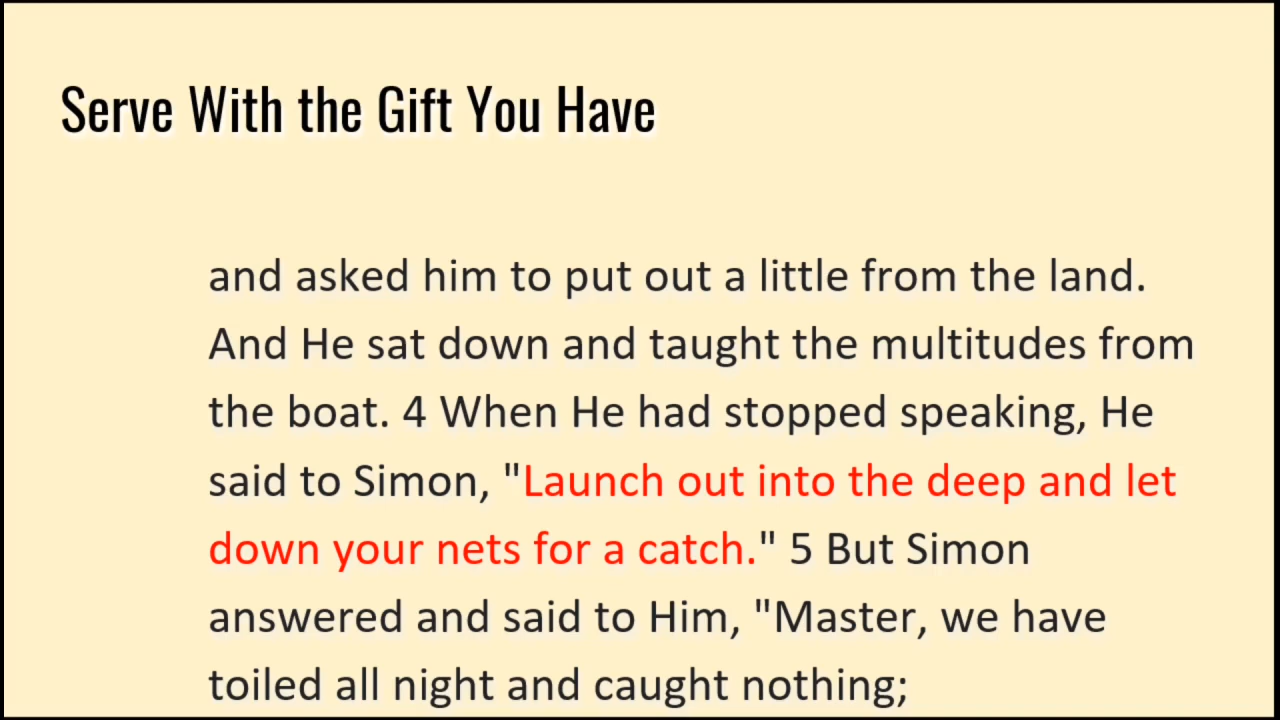 Serve With the Gift You Have
and asked him to put out a little from the land.
And He sat down and taught the multitudes from
the boat. 4 When He had stopped speaking, He
said to Simon, "Launch out into the deep and let
down your nets for a catch." 5 But Simon
answered and said to Him, "Master, we have
toiled all night and caught nothing;